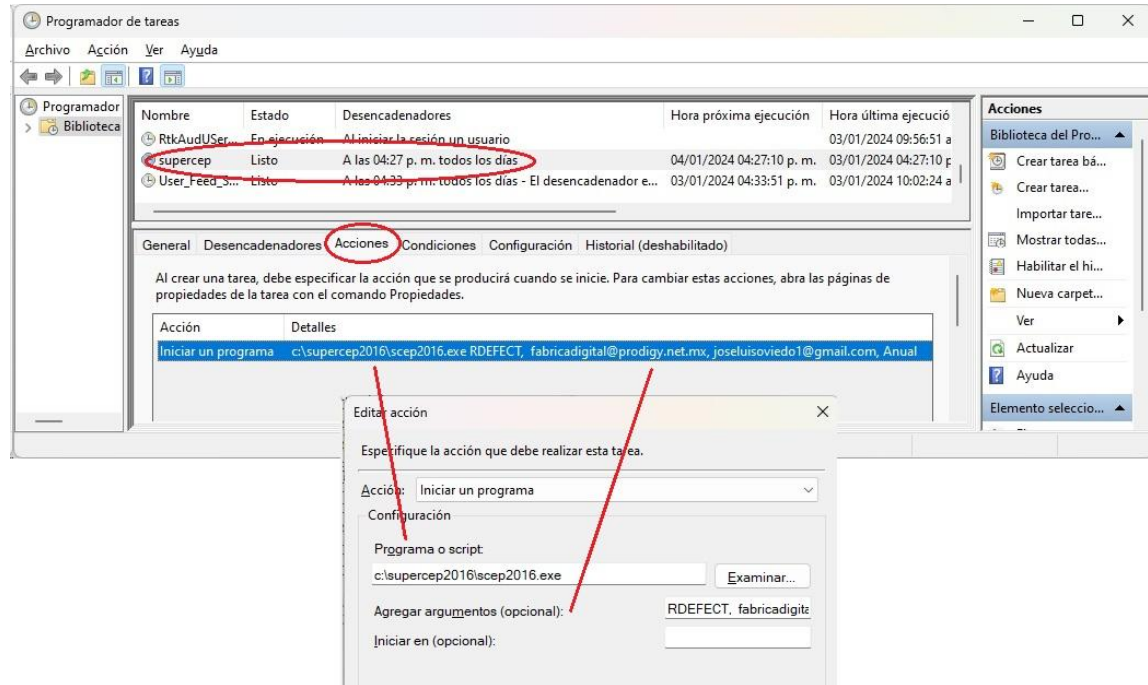 Programador de tareas
Archivo Acción Ver Ayuda
Programador
Biblioteca
Nombre Estado Desencadenadores Hora próxima ejecución Hora última ejecució
RtkAudUSer... En ejecución Al iniciar la sesión un usuario 03/01/2024 09:56:51 a
supercep Listo A las 04:27 p. m. todos los días 04/01/2024 04:27:10 p. m. 03/01/2024 04:27:10 p
User_Feed_S... Listo A las 04:33 p. m. todos los días - El desencadenador e... 03/01/2024 04:33:51 p. m. 03/01/2024 10:02:24 a
General Desencadenadores Acciones Condiciones Configuración Historial (deshabilitado)
Al crear una tarea, debe especificar la acción que se producirá cuando se inicie. Para cambiar estas acciones, abra las páginas de
propiedades de la tarea con el comando Propiedades.
Acción Detalles
Iniciar un programa c:\supercep2016\scep2016.exe RDEFECT, fabricadigital@prodigy.net.mx, joseluisoviedo1@gmail.com, Anual
Acciones
Biblioteca del Pro...
Crear tarea bá...
Crear tarea...
Importar tare...
Mostrar todas...
Habilitar el hi...
Nueva carpet...
Ver
Actualizar
Ayuda
Elemento seleccio...
Editar acción
Especifique la acción que debe realizar esta tarea.
Acción: Iniciar un programa
Configuración
Programa o script:
c:\supercep2016\scep2016.exe Examinar...
Agregar argumentos (opcional): RDEFECT, fabricadigita
Iniciar en (opcional):